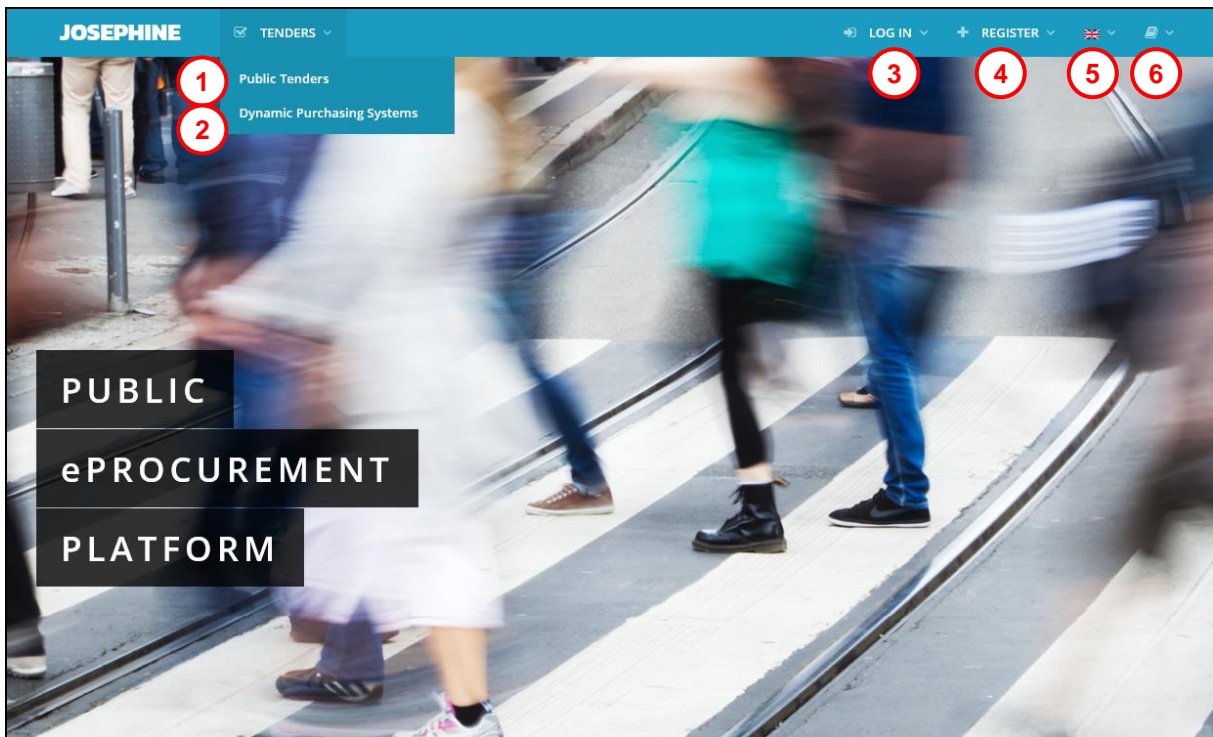 JOSEPHINE TENDERS LOG IN REGISTER
1 Public Tenders 3 4 5 6
2 Dynamic Purchasing Systems
PUBLIC
ePROCUREMENT
PLATFORM